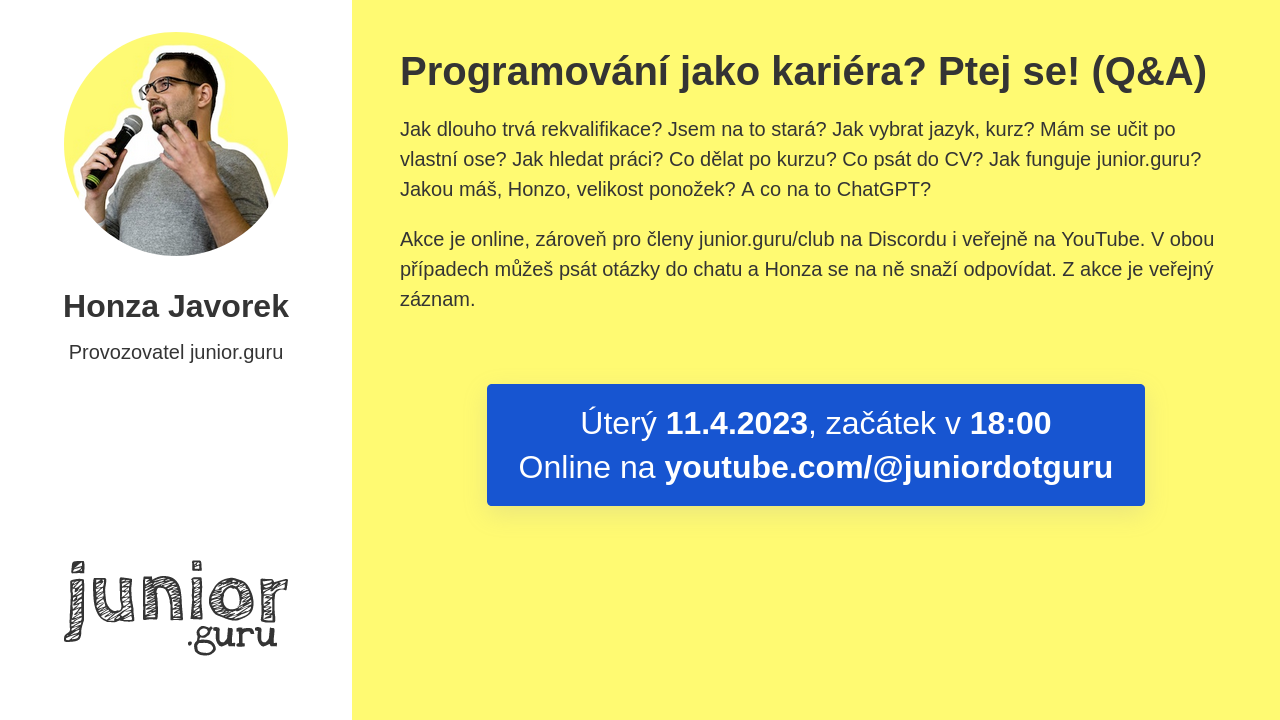 Honza Javorek
Provozovatel junior.guru
junior
.guru
Programování jako kariéra? Ptej se! (Q&A)
Jak dlouho trvá rekvalifikace? Jsem na to stará? Jak vybrat jazyk, kurz? Mám se učit po
vlastní ose? Jak hledat práci? Co dělat po kurzu? Co psát do CV? Jak funguje junior.guru?
Jakou máš, Honzo, velikost ponožek? A co na to ChatGPT?
Akce je online, zároveň pro členy junior.guru/club na Discordu i veřejně na YouTube. V obou
případech můžeš psát otázky do chatu a Honza se na ně snaží odpovídat. Z akce je veřejný
záznam.
Úterý 11.4.2023, začátek v 18:00
Online na youtube.com/@juniordotguru